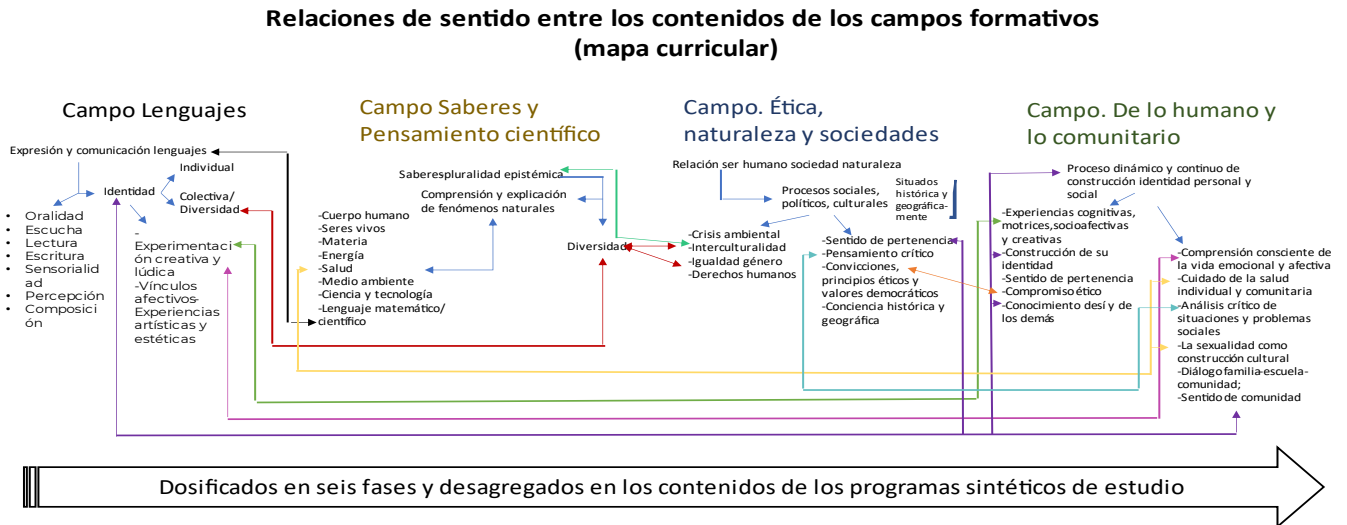 Relaciones de sentido entre los contenidos de los campos formativos
(mapa curricular)
Campo Lenguajes
Expresión y comunicación lenguajes
Individual
Identidad
Colectiva/
Diversidad
• Oralidad
• Escucha
• Lectura
• Escritura
• Sensorialid
ad
• Percepción
• Composici
ón
-
Experimentaci
ón creativa y
lúdica
-Vínculos
afectivos-
Experiencias
artísticas y
estéticas
Campo Saberes y
Pensamiento científico
Saberespluralidad epistémica
Comprensión y explicación
de fenómenos naturales
-Cuerpo humano
-Seres vivos
-Materia
-Energía
-Salud
-Medio ambiente
-Ciencia y tecnología
-Lenguaje matemático/
científico
Diversidad
Campo. Ética,
naturaleza y sociedades
Relación ser humano sociedad naturaleza
Procesos sociales,
políticos, culturales
Situados
histórica y
geográfica-
mente
-Crisis ambiental
-Interculturalidad
-Igualdad género
-Derechos humanos
-Sentido de pertenencia
-Pensamiento crítico
-Convicciones,
principios éticos y
valores democráticos
-Conciencia histórica y
geográfica
Campo. De lo humano y
lo comunitario
Proceso dinámico y continuo de
construcción identidad personal y
social
-Experiencias cognitivas,
motrices,socioafectivas
y creativas
-Construcción de su
identidad
-Sentido de pertenencia
-Compromiso ético
-Conocimiento desí y de
los demás
-Comprensión consciente de
la vida emocional y afectiva
-Cuidado de la salud
individual y comunitaria
-Análisis crítico de
situaciones y problemas
sociales
-La sexualidad como
construcción cultural
-Diálogo familia-escuela-
comunidad;
-Sentido de comunidad
Dosificados en seis fases y desagregados en los contenidos de los programas sintéticos de estudio